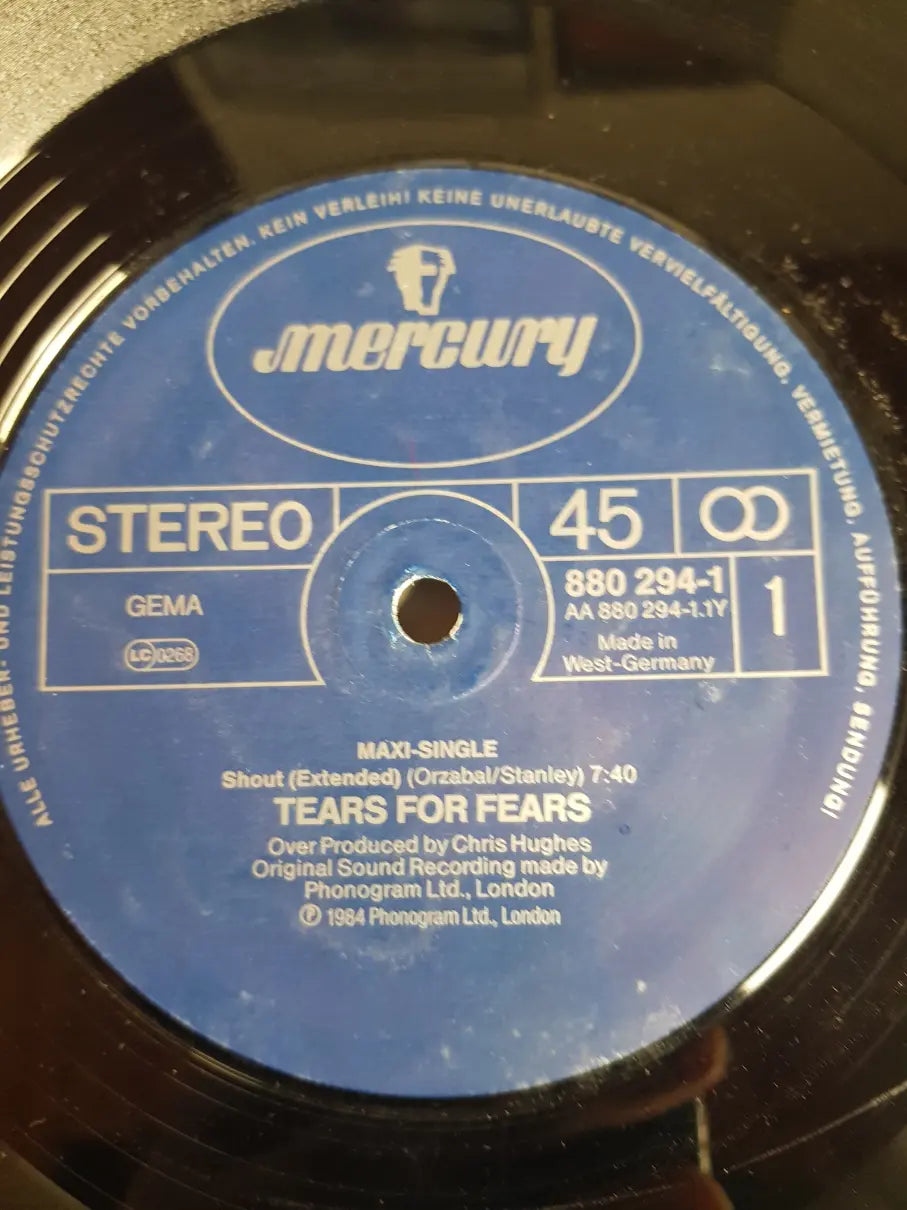 ALLE URHEBER- UND LEISTUNGSSCHUTZRECHTE VORBEHALTEN. KEIN VERLEIH! KEINE UNERLAUBTE VERVIELFÄLTIGUNG, VERMIETUNG, AUFFÜHRUNG, SENDUNG!
mercury
STEREO
45
GEMA
LC 0268
880 294-1
AA 880 294-1.1Y
Made in
West-Germany
1
MAXI-SINGLE
Shout (Extended) (Orzabal/Stanley) 7:40
TEARS FOR FEARS
Over Produced by Chris Hughes
Original Sound Recording made by
Phonogram Ltd., London
℗ 1984 Phonogram Ltd., London